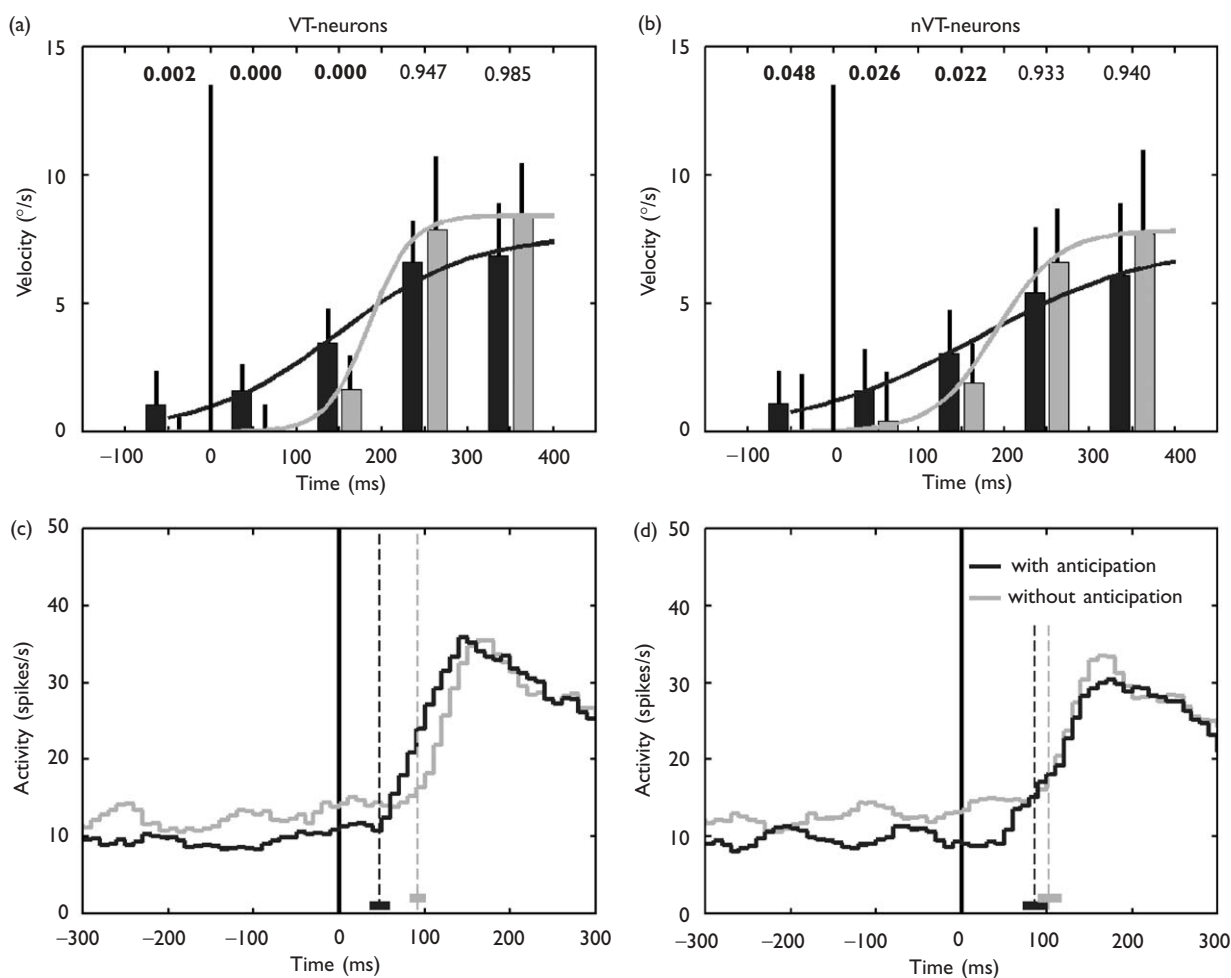 (a) VT-neurons
15
0.002 0.000 0.000 0.947 0.985
10
5
0
Velocity (°/s)
−100 0 100 200 300 400
Time (ms)
(b) nVT-neurons
15
0.048 0.026 0.022 0.933 0.940
10
5
0
Velocity (°/s)
−100 0 100 200 300 400
Time (ms)
(c)
50
40
30
20
10
0
Activity (spikes/s)
−300 −200 −100 0 100 200 300
Time (ms)
(d)
50
with anticipation
without anticipation
40
30
20
10
0
Activity (spikes/s)
−300 −200 −100 0 100 200 300
Time (ms)